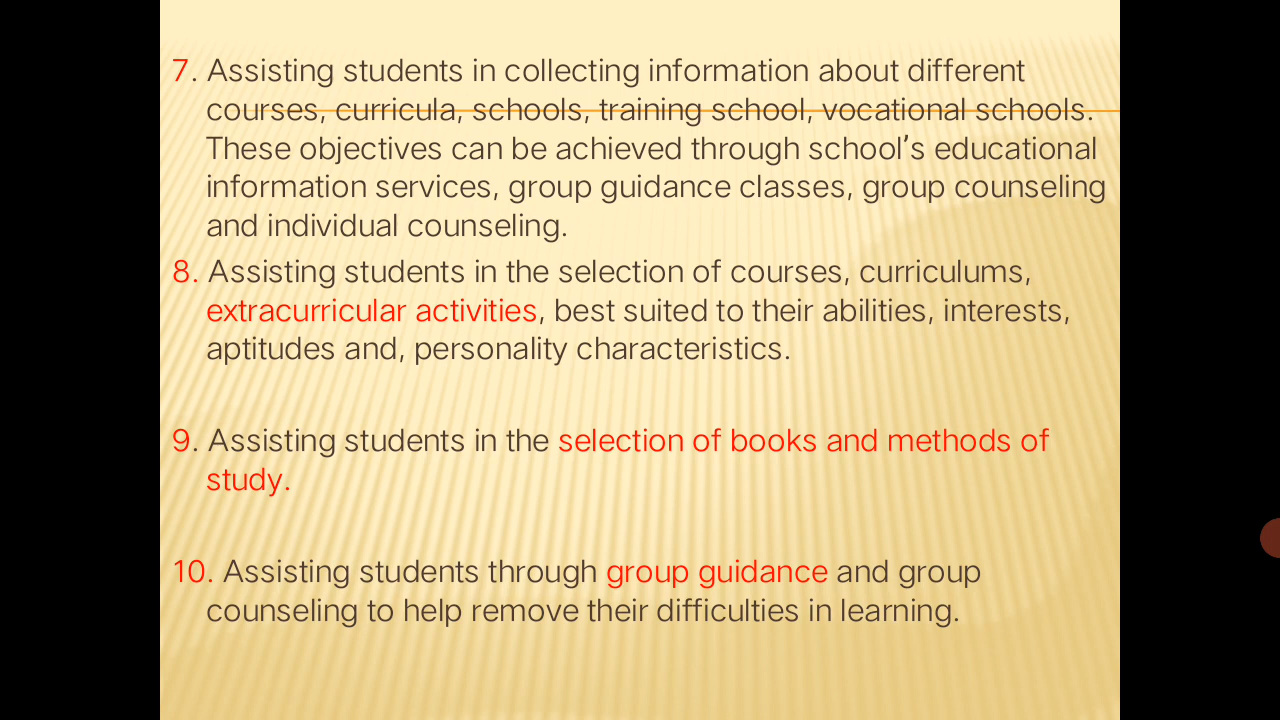 7. Assisting students in collecting information about different
courses, curricula, schools, training school, vocational schools.
These objectives can be achieved through school's educational
information services, group guidance classes, group counseling
and individual counseling.
8. Assisting students in the selection of courses, curriculums,
extracurricular activities, best suited to their abilities, interests,
aptitudes and, personality characteristics.
9. Assisting students in the selection of books and methods of
study.
10. Assisting students through group guidance and group
counseling to help remove their difficulties in learning.